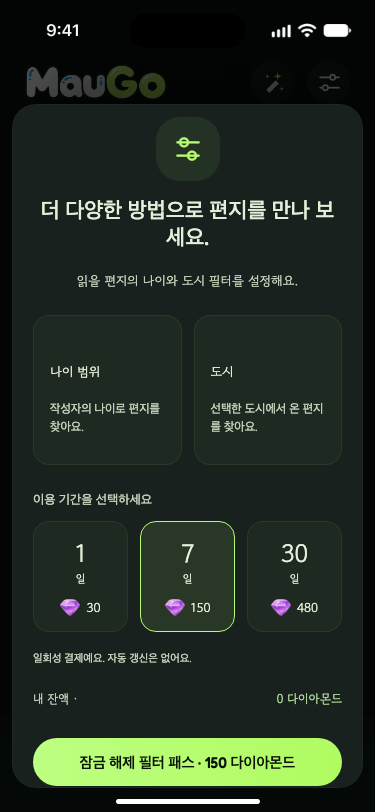 9:41
MauGo
더 다양한 방법으로 편지를 만나 보
세요.
읽을 편지의 나이와 도시 필터를 설정해요.
나이 범위
작성자의 나이로 편지를
찾아요.
도시
선택한 도시에서 온 편지
를 찾아요.
이용 기간을 선택하세요
1
일
30
7
일
150
30
일
480
일회성 결제예요. 자동 갱신은 없어요.
내 잔액 · 0 다이아몬드
잠금 해제 필터 패스 · 150 다이아몬드